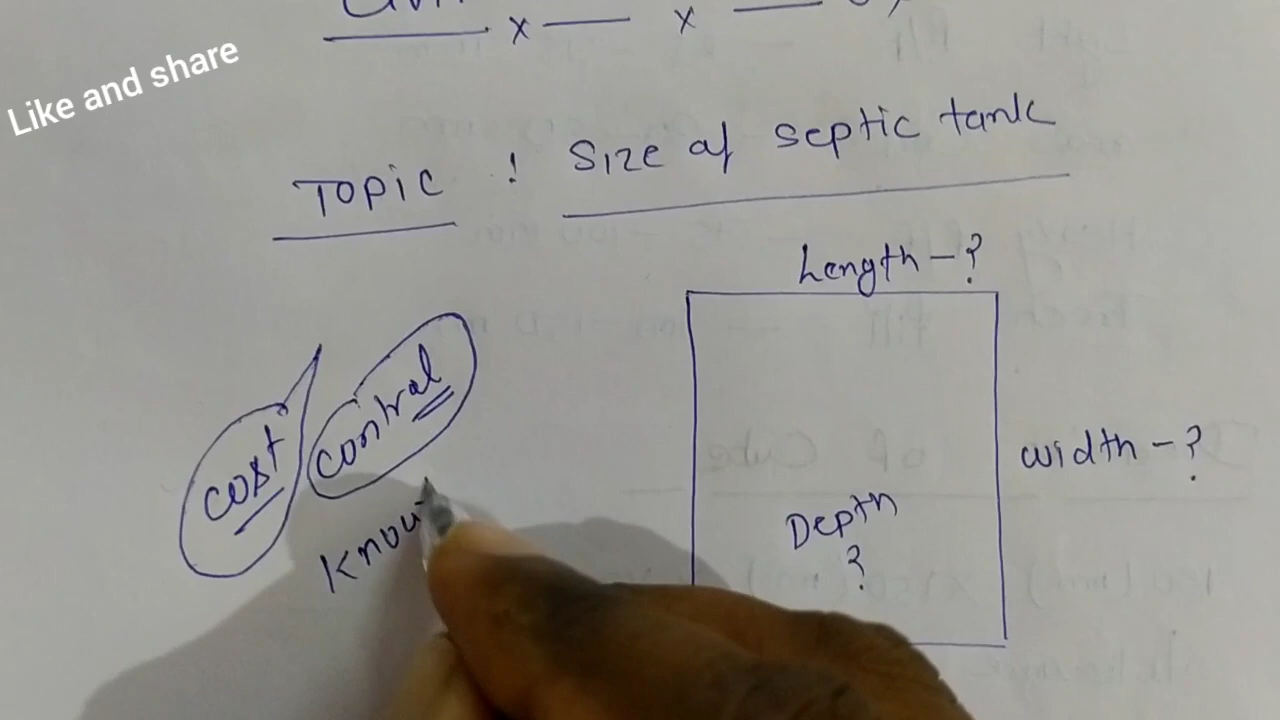 Like and share
x x
TOPIC : Size of septic tank
Length - ?
cost control
width - ?
Know
Depth
?